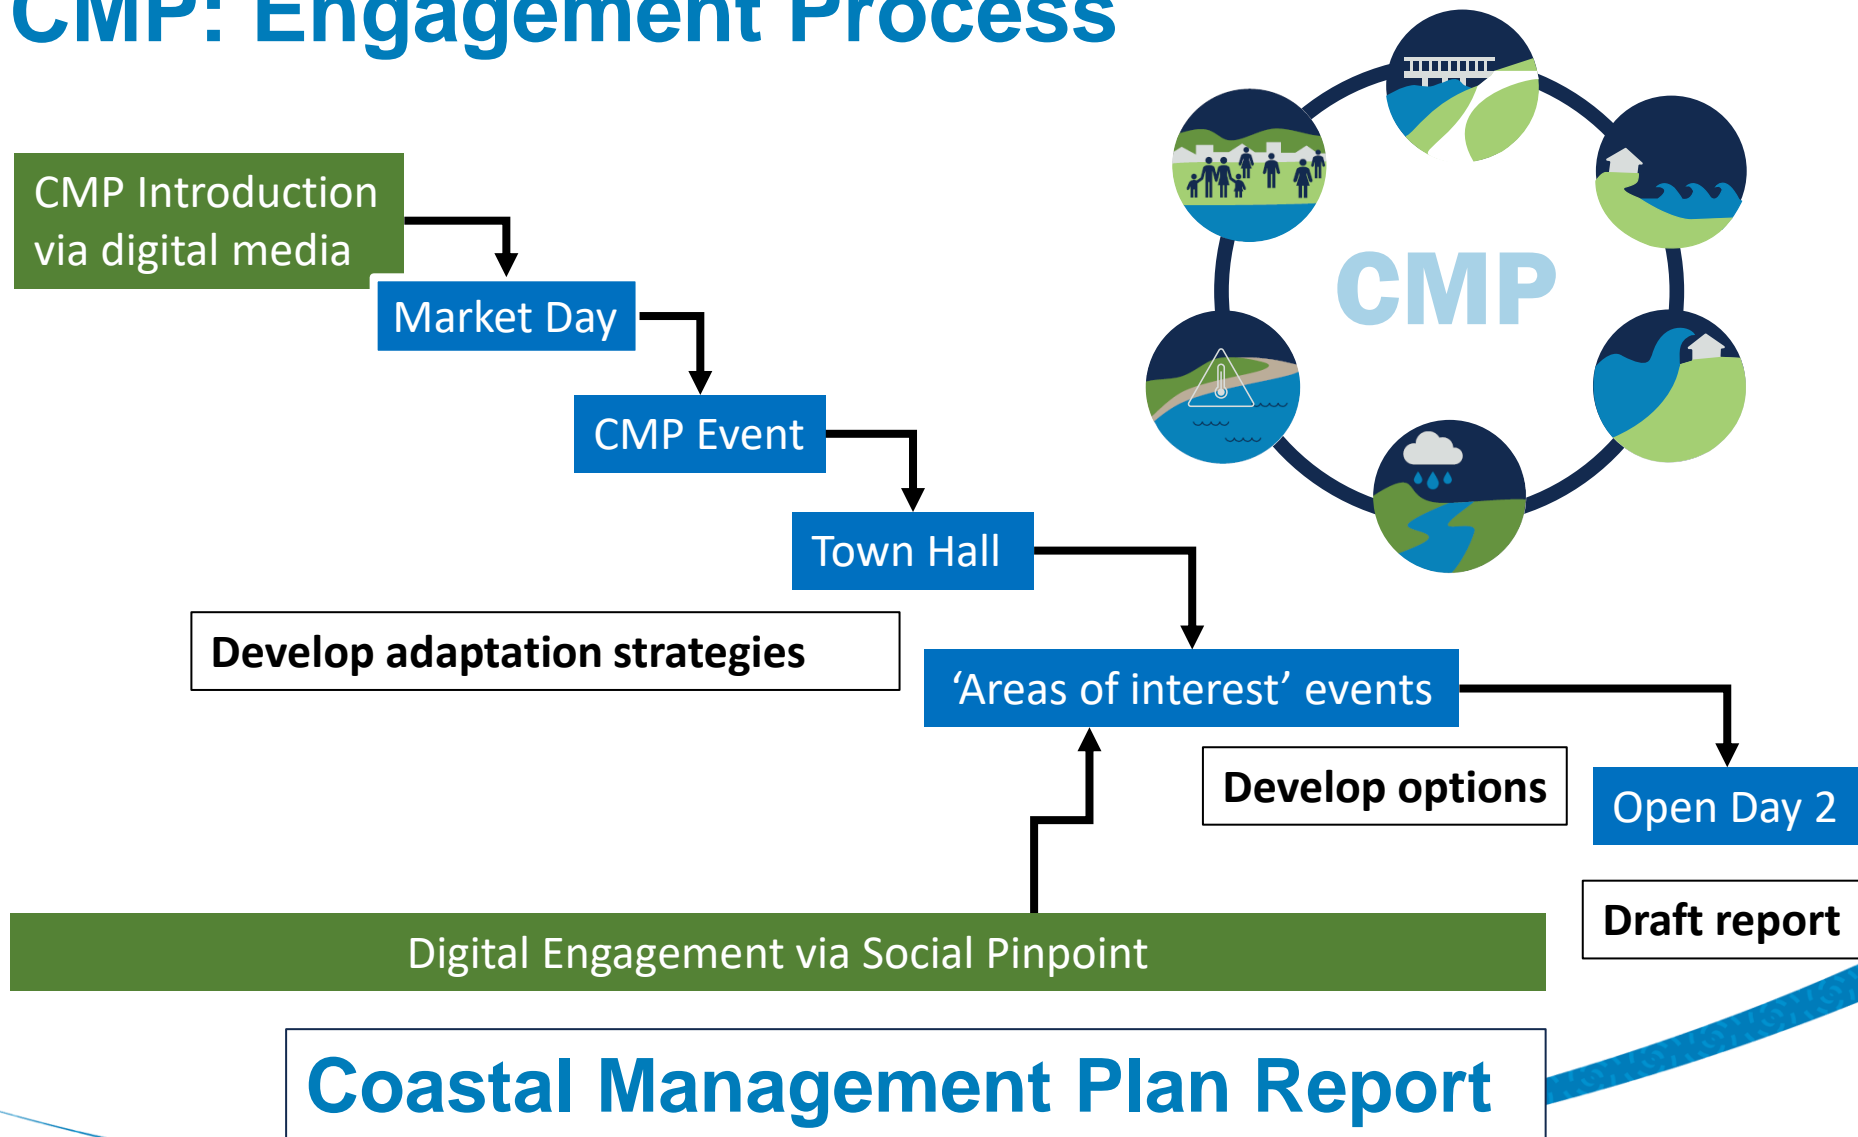 CMP: Engagement Process
CMP Introduction
via digital media
Market Day
CMP Event
Town Hall
Develop adaptation strategies
‘Areas of interest’ events
Develop options
Open Day 2
Draft report
Digital Engagement via Social Pinpoint
Coastal Management Plan Report
CMP